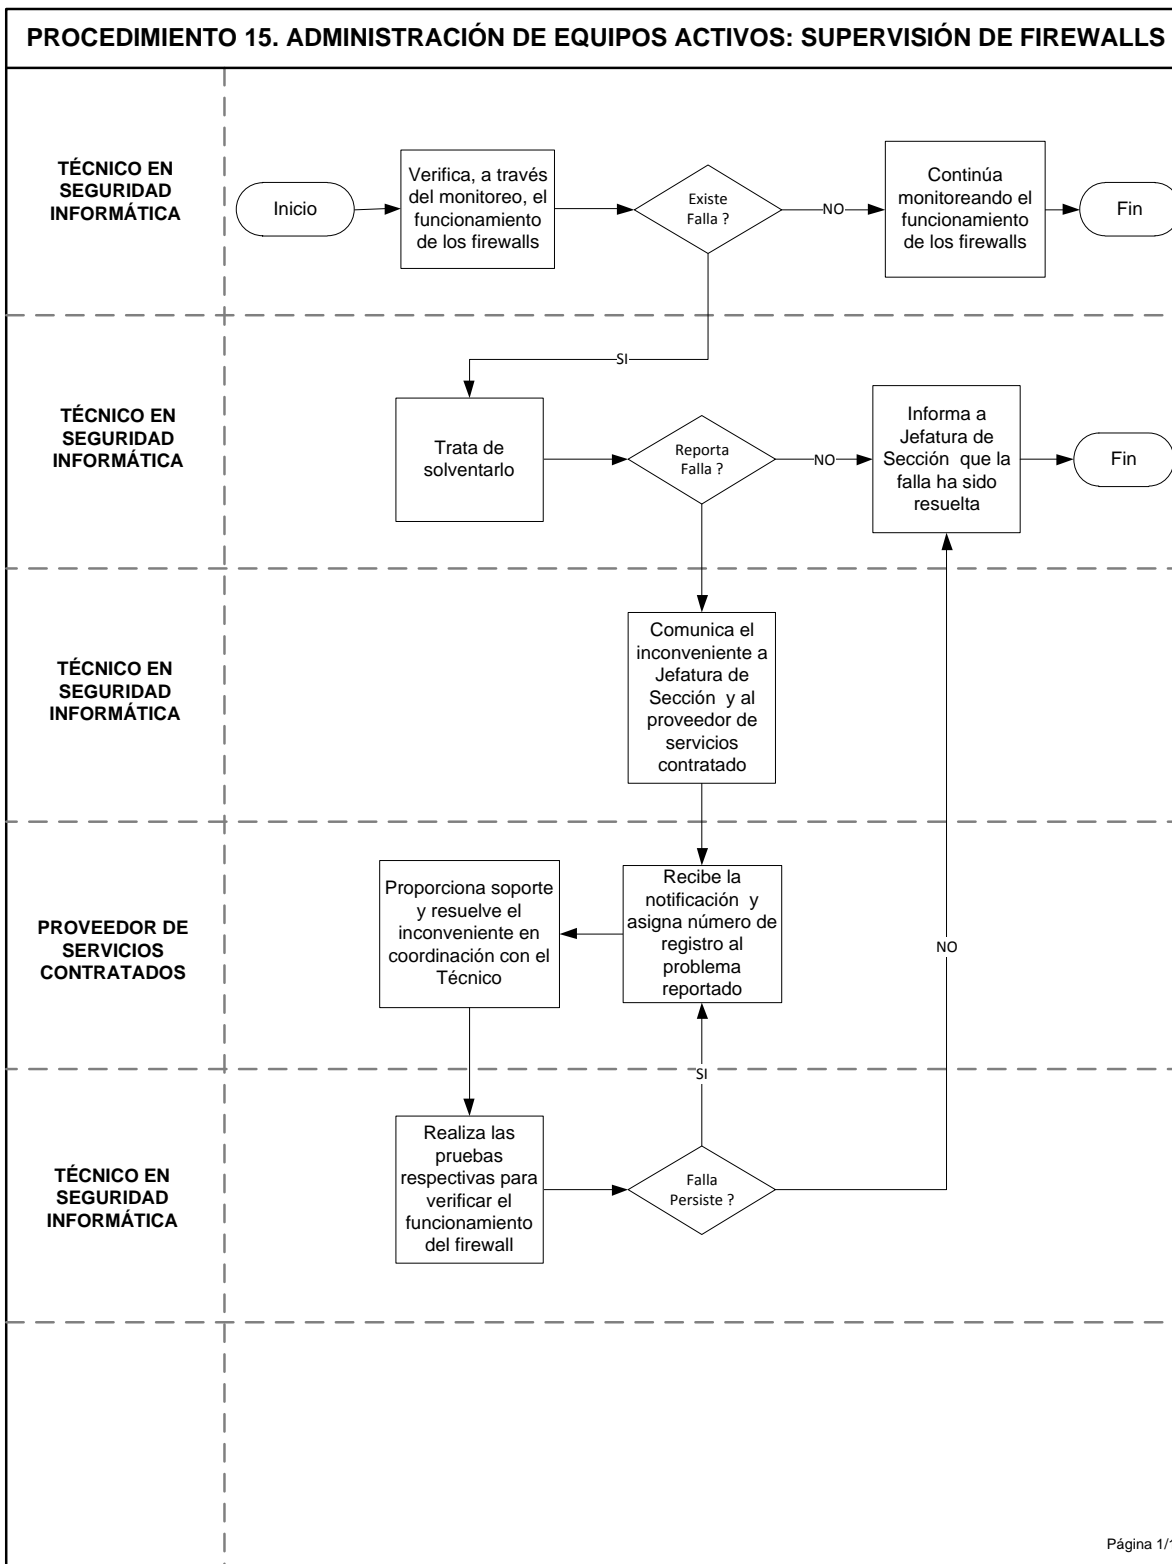 PROCEDIMIENTO 15. ADMINISTRACIÓN DE EQUIPOS ACTIVOS: SUPERVISIÓN DE FIREWALLS
TÉCNICO EN
SEGURIDAD
INFORMÁTICA
Inicio
Verifica, a través
del monitoreo, el
funcionamiento
de los firewalls
Existe
Falla ?
NO
Continúa
monitoreando el
funcionamiento
de los firewalls
Fin
SI
TÉCNICO EN
SEGURIDAD
INFORMÁTICA
Trata de
solventarlo
Reporta
Falla ?
NO
Informa a
Jefatura de
Sección que la
falla ha sido
resuelta
Fin
TÉCNICO EN
SEGURIDAD
INFORMÁTICA
Comunica el
inconveniente a
Jefatura de
Sección y al
proveedor de
servicios
contratado
PROVEEDOR DE
SERVICIOS
CONTRATADOS
Proporciona soporte
y resuelve el
inconveniente en
coordinación con el
Técnico
Recibe la
notificación y
asigna número de
registro al
problema
reportado
NO
SI
TÉCNICO EN
SEGURIDAD
INFORMÁTICA
Realiza las
pruebas
respectivas para
verificar el
funcionamiento
del firewall
Falla
Persiste ?
Página 1/1